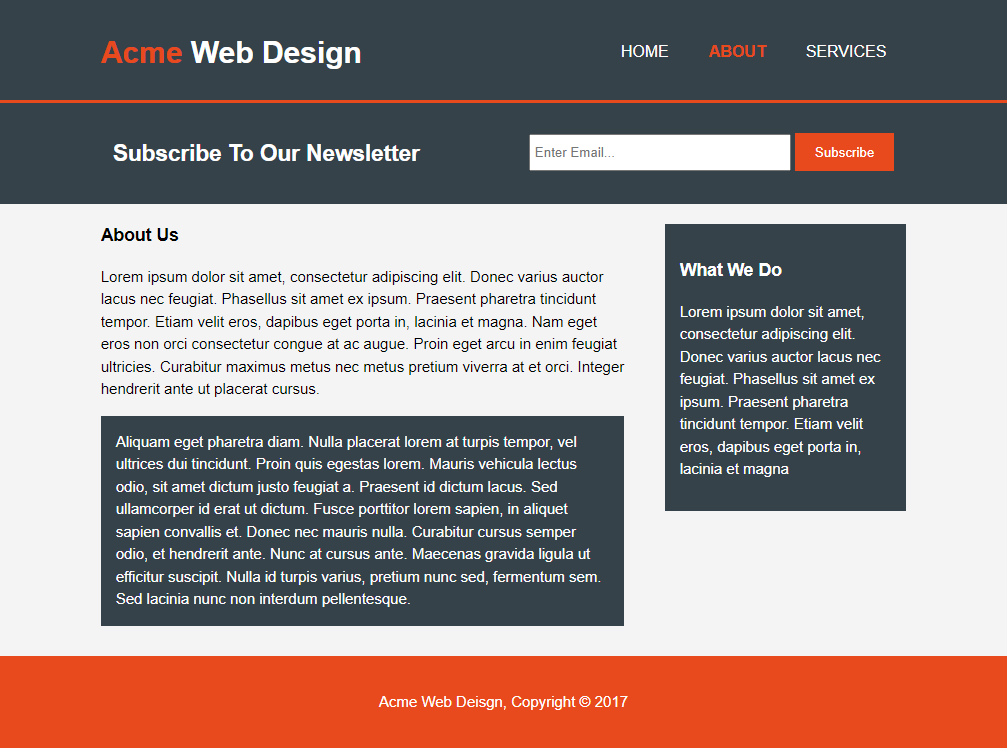 Acme Web Design
HOME ABOUT SERVICES
Subscribe To Our Newsletter
Enter Email...
Subscribe
About Us
Lorem ipsum dolor sit amet, consectetur adipiscing elit. Donec varius auctor
lacus nec feugiat. Phasellus sit amet ex ipsum. Praesent pharetra tincidunt
tempor. Etiam velit eros, dapibus eget porta in, lacinia et magna. Nam eget
eros non orci consectetur congue at ac augue. Proin eget arcu in enim feugiat
ultricies. Curabitur maximus metus nec metus pretium viverra at et orci. Integer
hendrerit ante ut placerat cursus.
Aliquam eget pharetra diam. Nulla placerat lorem at turpis tempor, vel
ultrices dui tincidunt. Proin quis egestas lorem. Mauris vehicula lectus
odio, sit amet dictum justo feugiat a. Praesent id dictum lacus. Sed
ullamcorper id erat ut dictum. Fusce porttitor lorem sapien, in aliquet
sapien convallis et. Donec nec mauris nulla. Curabitur cursus semper
odio, et hendrerit ante. Nunc at cursus ante. Maecenas gravida ligula ut
efficitur suscipit. Nulla id turpis varius, pretium nunc sed, fermentum sem.
Sed lacinia nunc non interdum pellentesque.
What We Do
Lorem ipsum dolor sit amet,
consectetur adipiscing elit.
Donec varius auctor lacus nec
feugiat. Phasellus sit amet ex
ipsum. Praesent pharetra
tincidunt tempor. Etiam velit
eros, dapibus eget porta in,
lacinia et magna
Acme Web Deisgn, Copyright © 2017